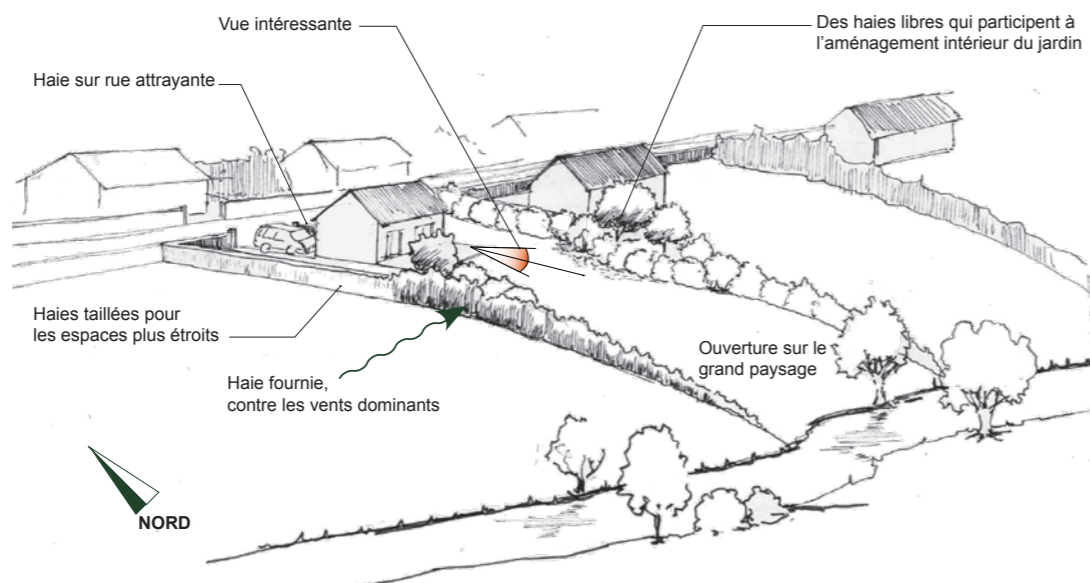 Vue intéressante
Des haies libres qui participent à
l'aménagement intérieur du jardin
Haie sur rue attrayante
Haies taillées pour
les espaces plus étroits
Ouverture sur le
grand paysage
Haie fournie,
contre les vents dominants
NORD